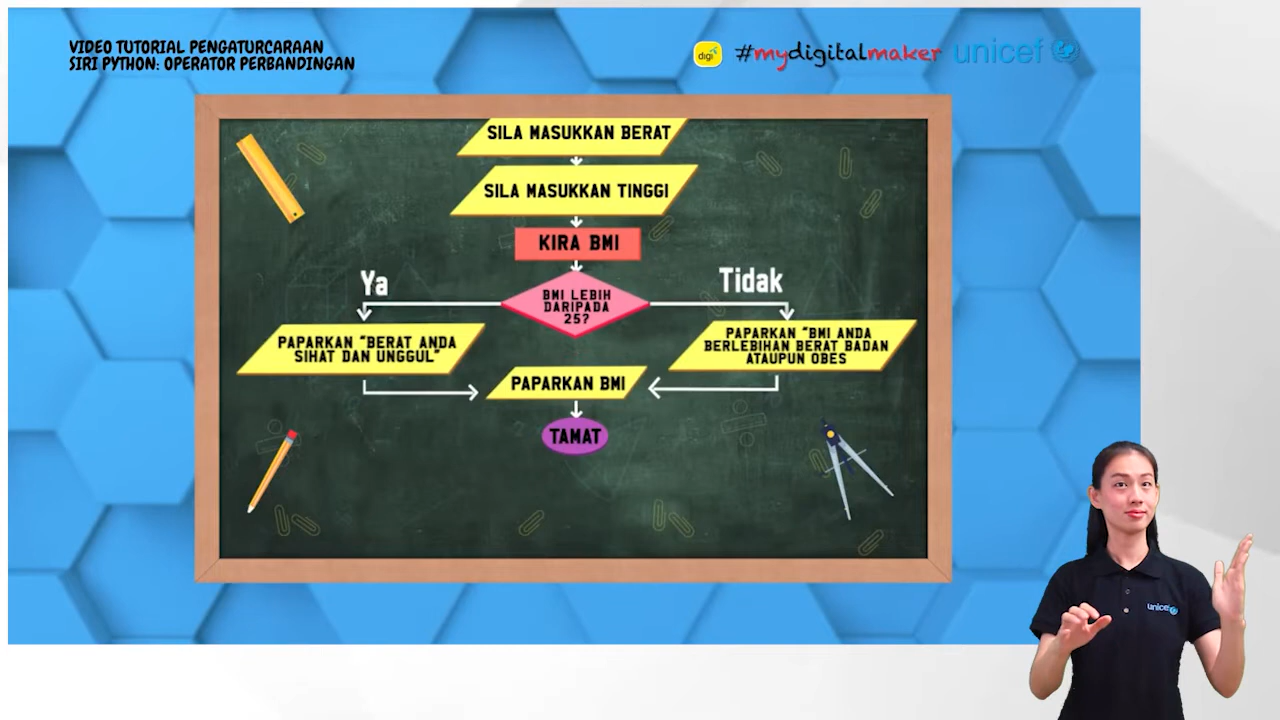 VIDEO TUTORIAL PENGATURCARAAN
SIRI PYTHON: OPERATOR PERBANDINGAN
digi
#mydigitalmaker
unicef
SILA MASUKKAN BERAT
SILA MASUKKAN TINGGI
KIRA BMI
Ya
BMI LEBIH
DARIPADA
25?
Tidak
PAPARKAN "BERAT ANDA
SIHAT DAN UNGGUL"
PAPARKAN "BMI ANDA
BERLEBIHAN BERAT BADAN
ATAUPUN OBES
PAPARKAN BMI
TAMAT
unicef